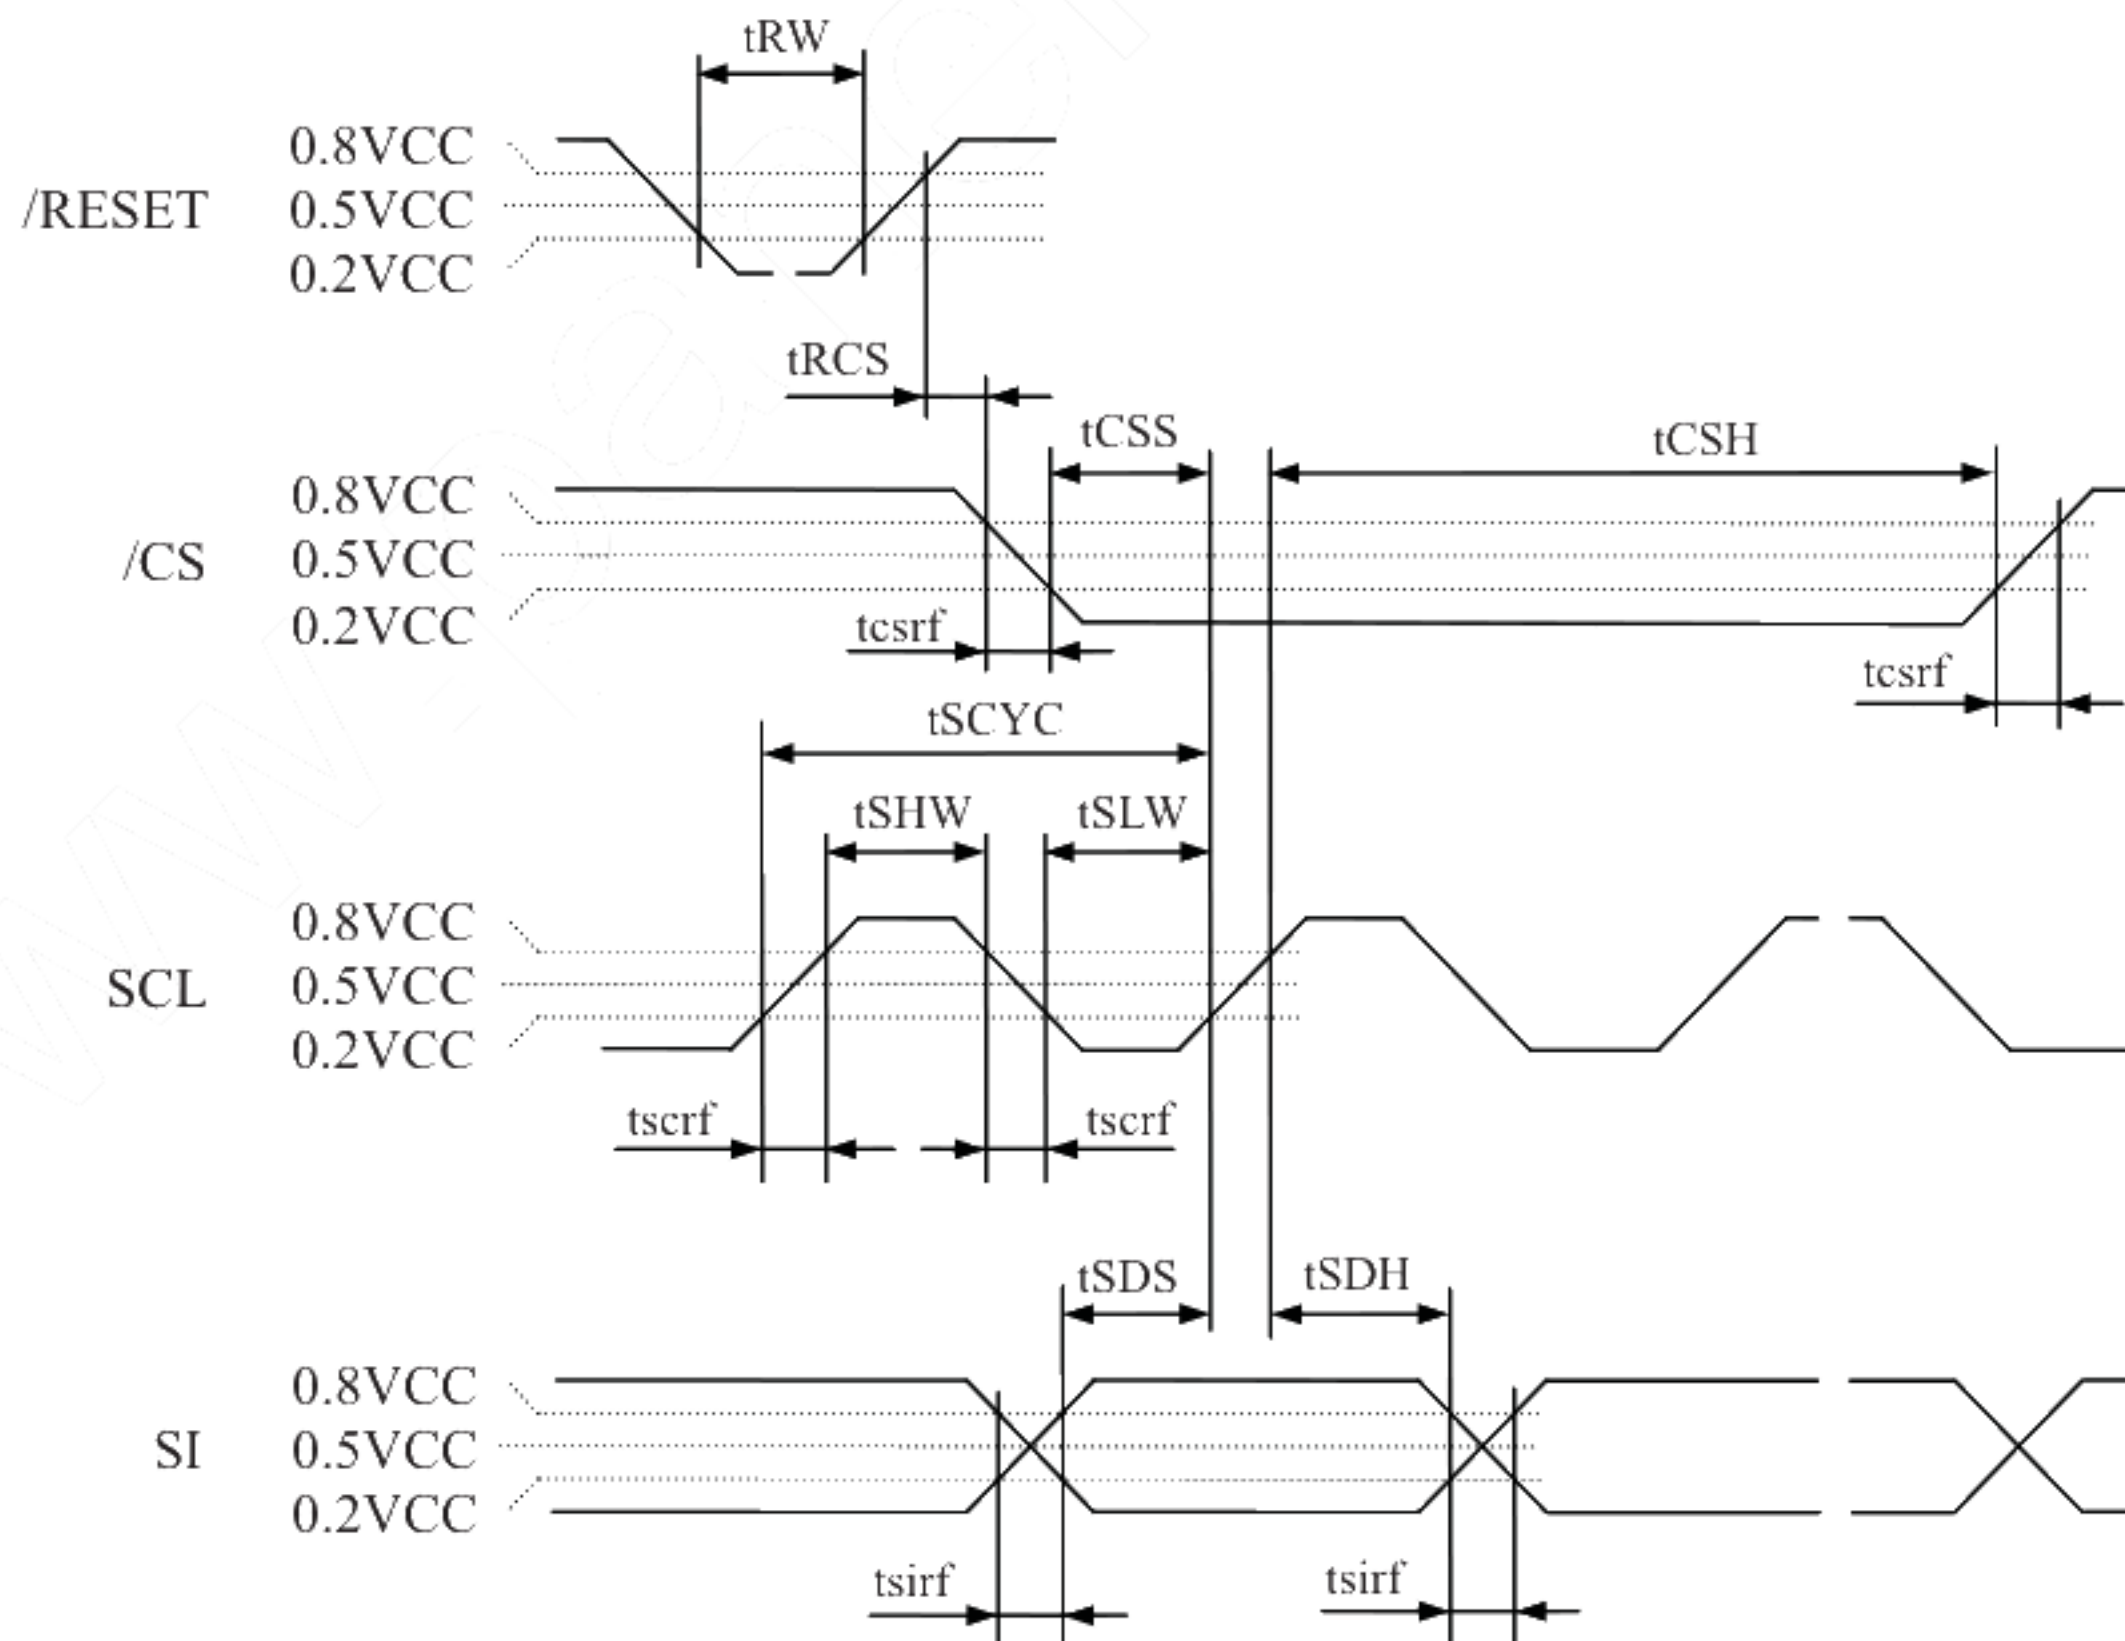 tRW
0.8VCC
/RESET 0.5VCC
0.2VCC
tRCS
tCSS
tCSH
0.8VCC
/CS 0.5VCC
0.2VCC
tcsrf
tcsrf
tSCYC
tSHW tSLW
0.8VCC
SCL 0.5VCC
0.2VCC
tscrf tscrf
tSDS tSDH
0.8VCC
SI 0.5VCC
0.2VCC
tsirf tsirf